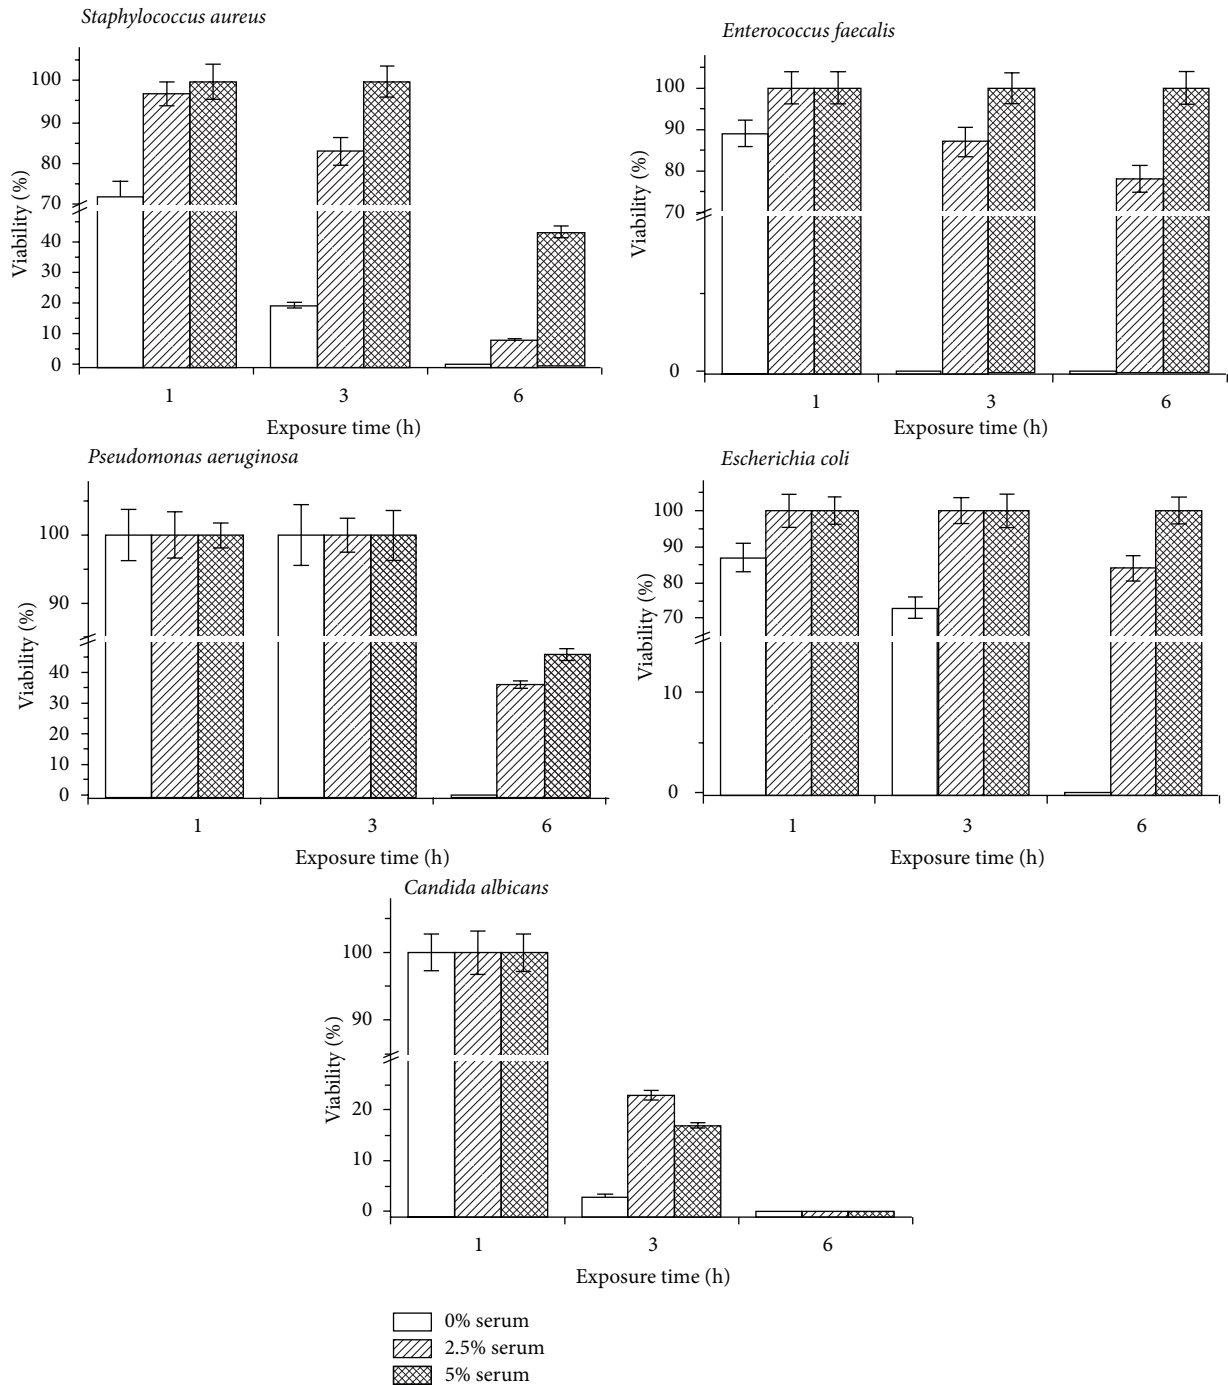 Staphylococcus aureus
100
90
80
70
40
30
20
10
0
Viability (%)
1 3 6
Exposure time (h)
Enterococcus faecalis
100
90
80
70
0
Viability (%)
1 3 6
Exposure time (h)
Pseudomonas aeruginosa
100
90
40
30
20
10
0
Viability (%)
1 3 6
Exposure time (h)
Escherichia coli
100
90
80
70
10
0
Viability (%)
1 3 6
Exposure time (h)
Candida albicans
100
90
20
10
0
Viability (%)
1 3 6
Exposure time (h)
0% serum
2.5% serum
5% serum